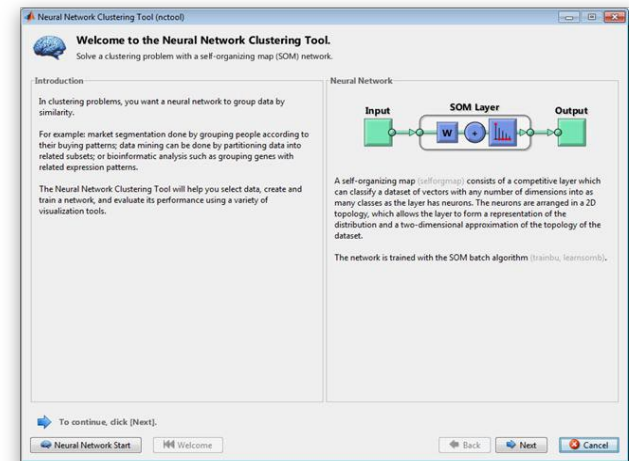 Neural Network Clustering Tool (nctool)
Welcome to the Neural Network Clustering Tool.
Solve a clustering problem with a self-organizing map (SOM) network.
Introduction
In clustering problems, you want a neural network to group data by
similarity.
For example: market segmentation done by grouping people according to
their buying patterns; data mining can be done by partitioning data into
related subsets; or bioinformatic analysis such as grouping genes with
related expression patterns.
The Neural Network Clustering Tool will help you select data, create and
train a network, and evaluate its performance using a variety of
visualization tools.
Neural Network
Input SOM Layer Output
W +
A self-organizing map (selforgmap) consists of a competitive layer which
can classify a dataset of vectors with any number of dimensions into as
many classes as the layer has neurons. The neurons are arranged in a 2D
topology, which allows the layer to form a representation of the
distribution and a two-dimensional approximation of the topology of the
dataset.
The network is trained with the SOM batch algorithm (trainbu, learnsomb).
To continue, click [Next].
Neural Network Start
Welcome
Back
Next
Cancel